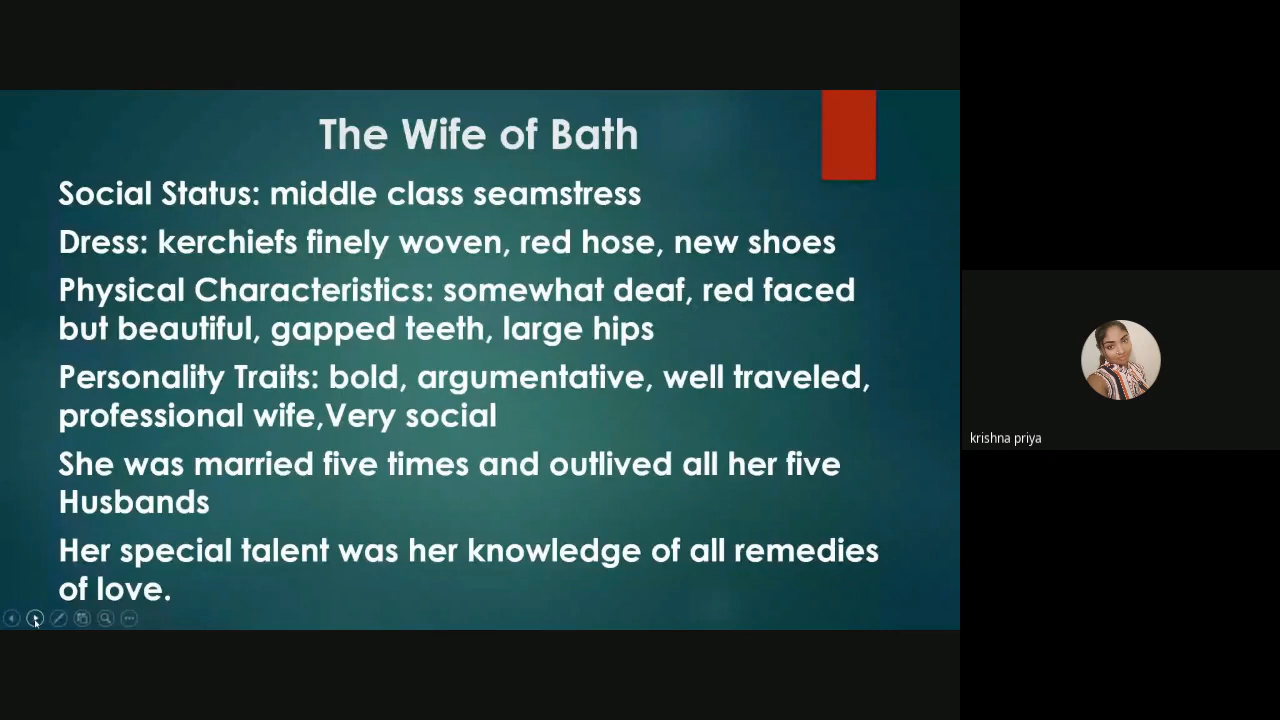 The Wife of Bath
Social Status: middle class seamstress
Dress: kerchiefs finely woven, red hose, new shoes
Physical Characteristics: somewhat deaf, red faced
but beautiful, gapped teeth, large hips
Personality Traits: bold, argumentative, well traveled,
professional wife,Very social
She was married five times and outlived all her five
Husbands
Her special talent was her knowledge of all remedies
of love.
krishna priya